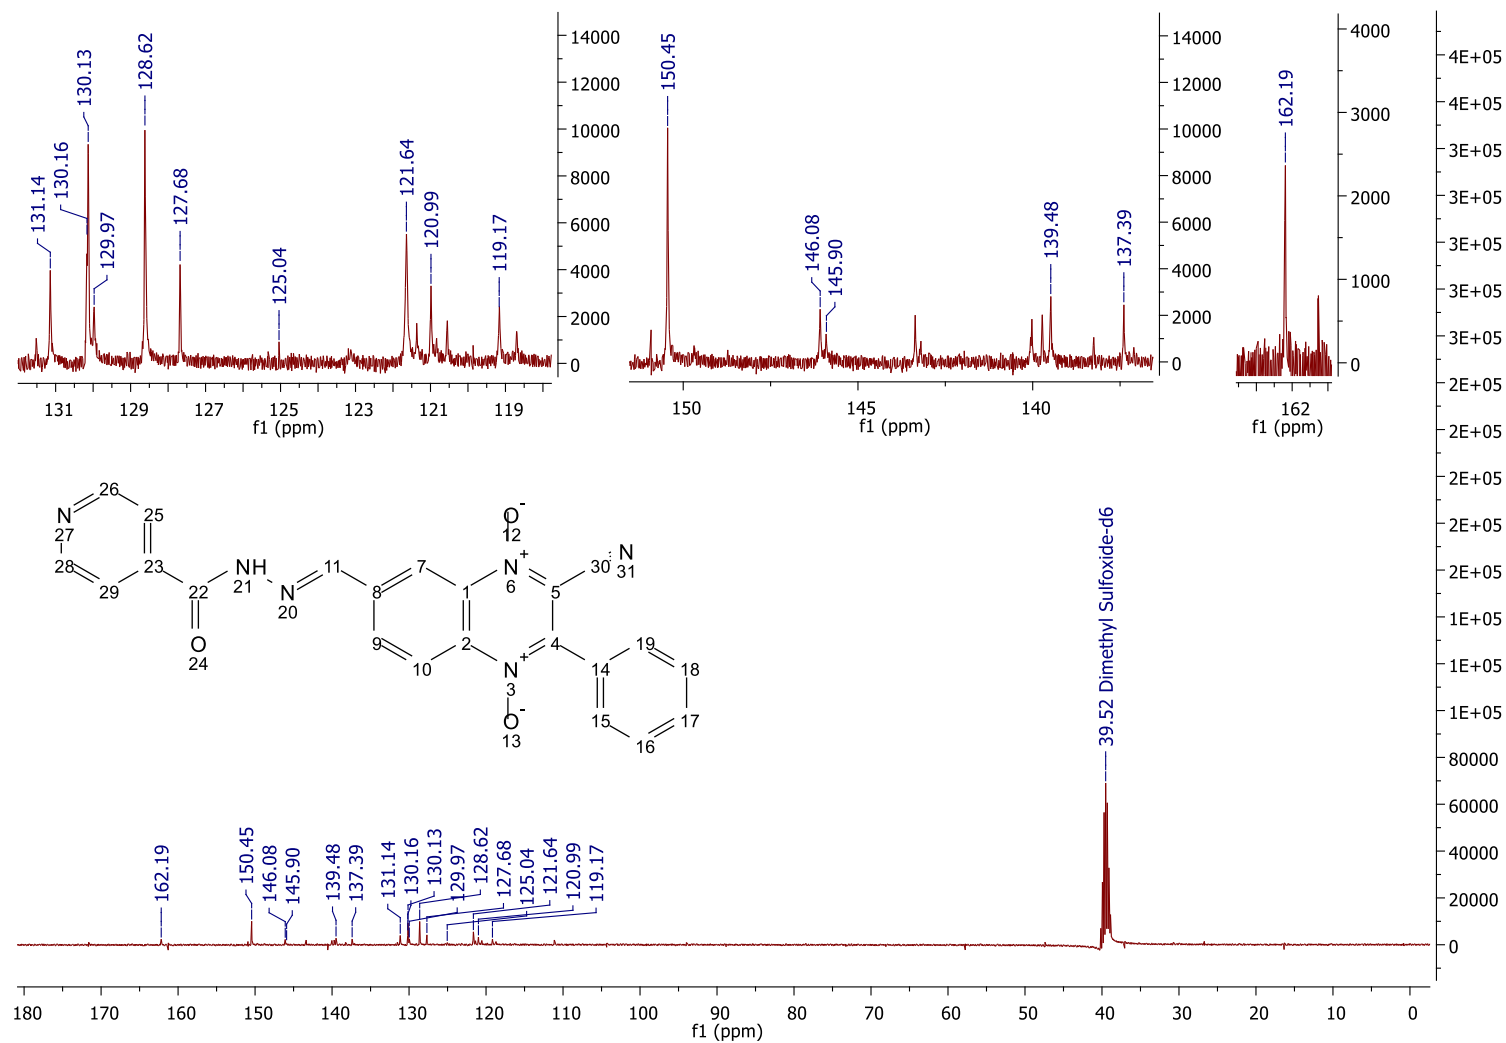 131.14
130.16
130.13
129.97
128.62
127.68
125.04
121.64
120.99
119.17
14000
12000
10000
8000
6000
4000
2000
0
131 129 127 125 123 121 119
f1 (ppm)
150.45
146.08
145.90
139.48
137.39
14000
12000
10000
8000
6000
4000
2000
0
150 145 140
f1 (ppm)
162.19
4000
3000
2000
1000
0
162
f1 (ppm)
4E+05
4E+05
3E+05
3E+05
3E+05
3E+05
3E+05
2E+05
2E+05
2E+05
2E+05
2E+05
1E+05
1E+05
1E+05
80000
60000
40000
20000
0
26
N
27
25
28
23
29
22
O
24
NH
21
N
20
11
8
7
9
10
1
2
O-
12
N+
6
5
30
N
31
4
N+
3
O-
13
14
19
18
15
16
17
39.52 Dimethyl Sulfoxide-d6
162.19
150.45
146.08
145.90
139.48
137.39
131.14
130.16
130.13
129.97
128.62
127.68
125.04
121.64
120.99
119.17
180 170 160 150 140 130 120 110 100 90 80 70 60 50 40 30 20 10 0
f1 (ppm)